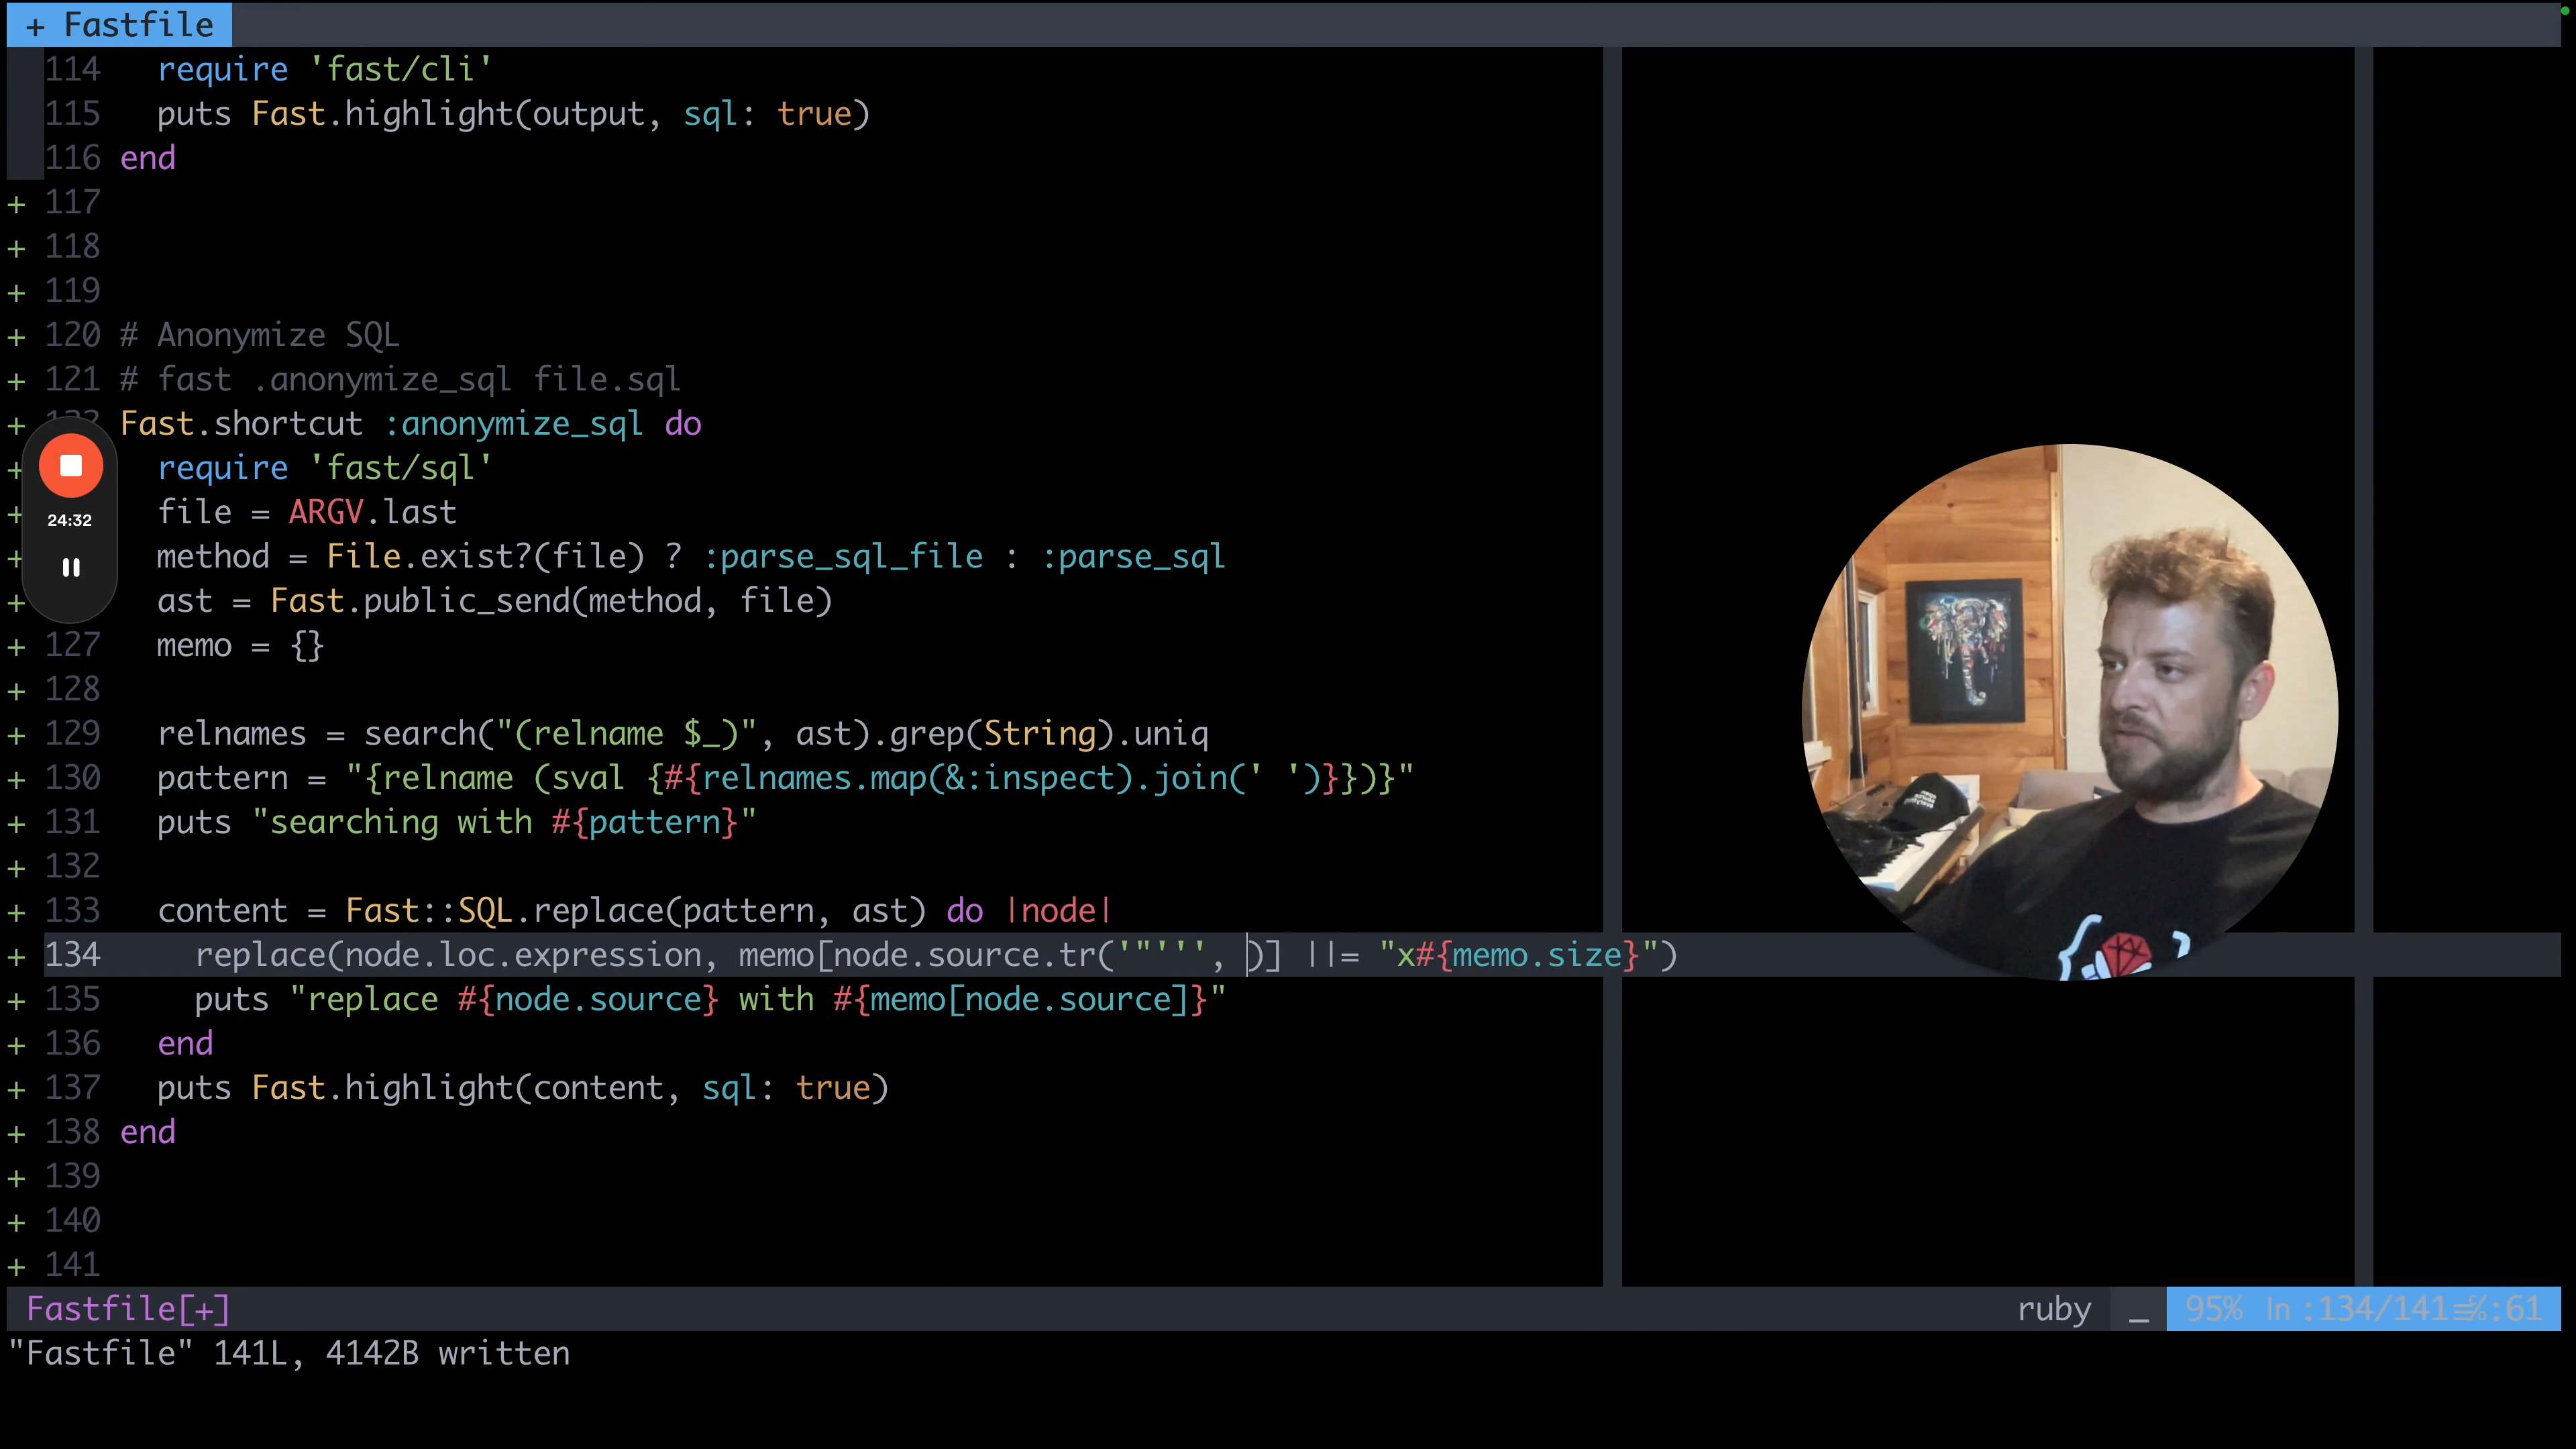 + Fastfile
114 require 'fast/cli'
115 puts Fast.highlight(output, sql: true)
116 end
+ 117
+ 118
+ 119
+ 120 # Anonymize SQL
+ 121 # fast .anonymize_sql file.sql
+ Fast.shortcut :anonymize_sql do
+ require 'fast/sql'
+ file = ARGV.last
+ method = File.exist?(file) ? :parse_sql_file : :parse_sql
+ ast = Fast.public_send(method, file)
24:32
+ 127 memo = {}
+ 128
+ 129 relnames = search("(relname $_)", ast).grep(String).uniq
+ 130 pattern = "{relname (sval {#{relnames.map(&:inspect).join(' ')}})}"
+ 131 puts "searching with #{pattern}"
+ 132
+ 133 content = Fast::SQL.replace(pattern, ast) do |node|
+ 134 replace(node.loc.expression, memo[node.source.tr('"''', )] ||= "x#{memo.size}")
+ 135 puts "replace #{node.source} with #{memo[node.source]}"
+ 136 end
+ 137 puts Fast.highlight(content, sql: true)
+ 138 end
+ 139
+ 140
+ 141
Fastfile[+] ruby _ 95% ln :134/141 :61
"Fastfile" 141L, 4142B written